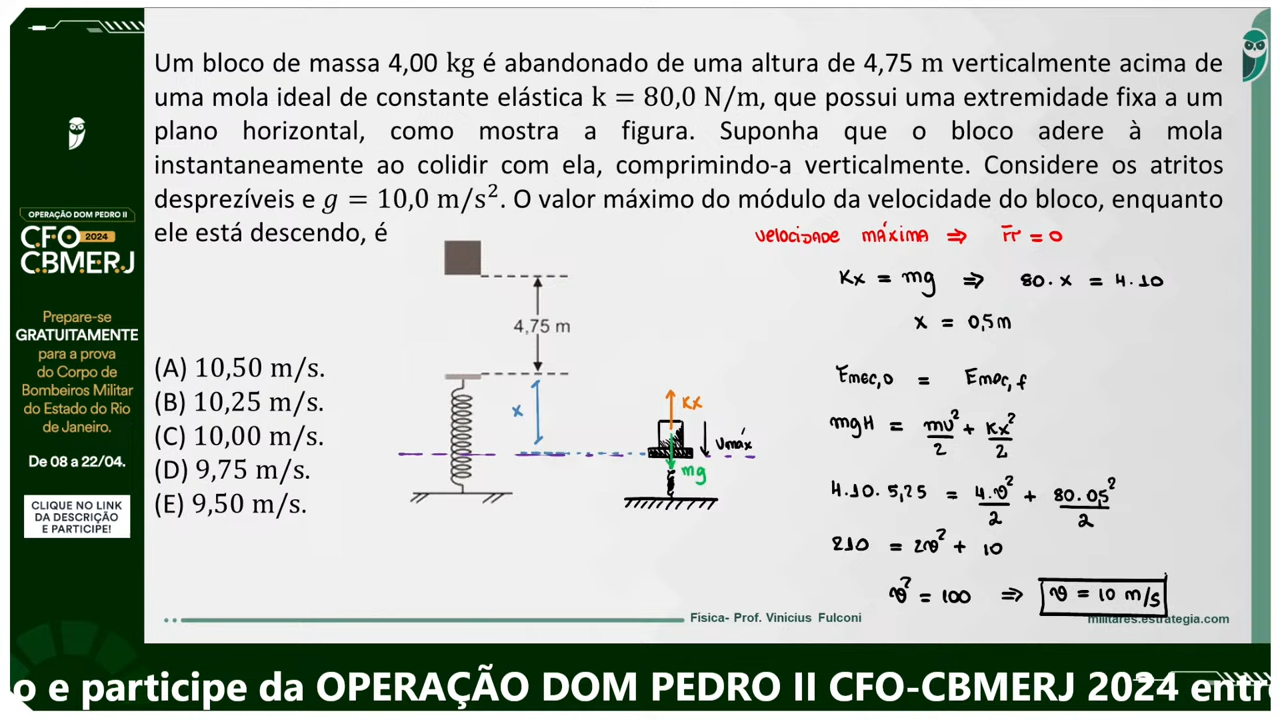 Um bloco de massa 4,00 kg é abandonado de uma altura de 4,75 m verticalmente acima de
uma mola ideal de constante elástica k = 80,0 N/m, que possui uma extremidade fixa a um
plano horizontal, como mostra a figura. Suponha que o bloco adere à mola
instantaneamente ao colidir com ela, comprimindo-a verticalmente. Considere os atritos
desprezíveis e g = 10,0 m/s². O valor máximo do módulo da velocidade do bloco, enquanto
ele está descendo, é
4,75 m
x
(A) 10,50 m/s.
(B) 10,25 m/s.
(C) 10,00 m/s.
(D) 9,75 m/s.
(E) 9,50 m/s.
Kx
Vmáx
mg
VELOCIDADE MÁXIMA ⇒ F̅r = 0
Kx = mg ⇒ 80. x = 4.10
x = 0,5m
Emec,o = Emec,f
mgH = mv²/2 + Kx²/2
4.10.5,25 = 4.v²/2 + 80.0,5²/2
210 = 2v² + 10
v² = 100 ⇒ v = 10 m/s
Fisica- Prof. Vinícius Fulconi
militares.estrategia.com
OPERAÇÃO DOM PEDRO II
CFO 2024
CBMERJ
Prepare-se
GRATUITAMENTE
para a prova
do Corpo de
Bombeiros Militar
do Estado do Rio
de Janeiro.
De 08 a 22/04.
CLIQUE NO LINK
DA DESCRIÇÃO
E PARTICIPE!
o e participe da OPERAÇÃO DOM PEDRO II CFO-CBMERJ 2024 entre